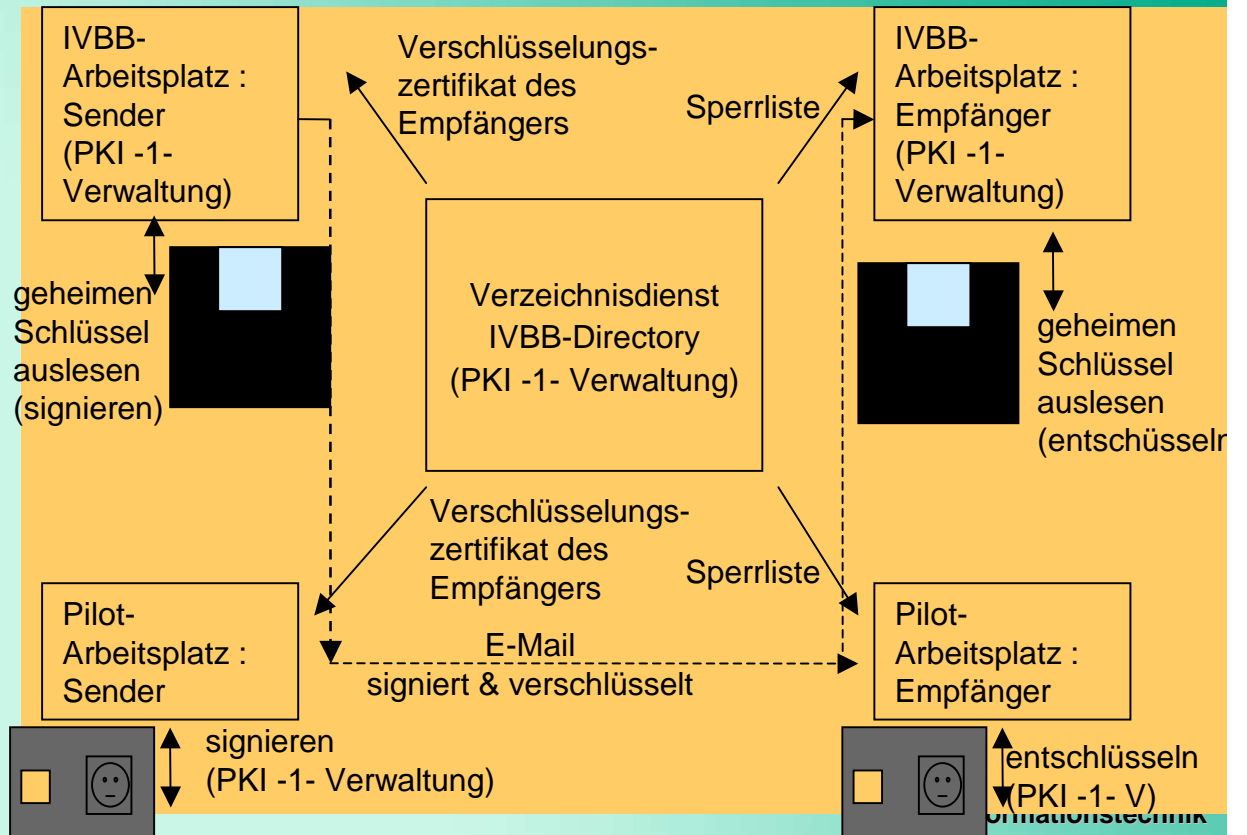 IVBB-
Arbeitsplatz :
Sender
(PKI -1-
Verwaltung)
Verschlüsselungs-
zertifikat des
Empfängers
Sperrliste
IVBB-
Arbeitsplatz :
Empfänger
(PKI -1-
Verwaltung)
geheimen
Schlüssel
auslesen
(signieren)
Verzeichnisdienst
IVBB-Directory
(PKI -1- Verwaltung)
geheimen
Schlüssel
auslesen
(entschüsseln
Verschlüsselungs-
zertifikat des
Empfängers
Sperrliste
Pilot-
Arbeitsplatz :
Sender
E-Mail
signiert & verschlüsselt
Pilot-
Arbeitsplatz :
Empfänger
signieren
(PKI -1- Verwaltung)
entschlüsseln
(PKI -1- V)
ormationstechnik